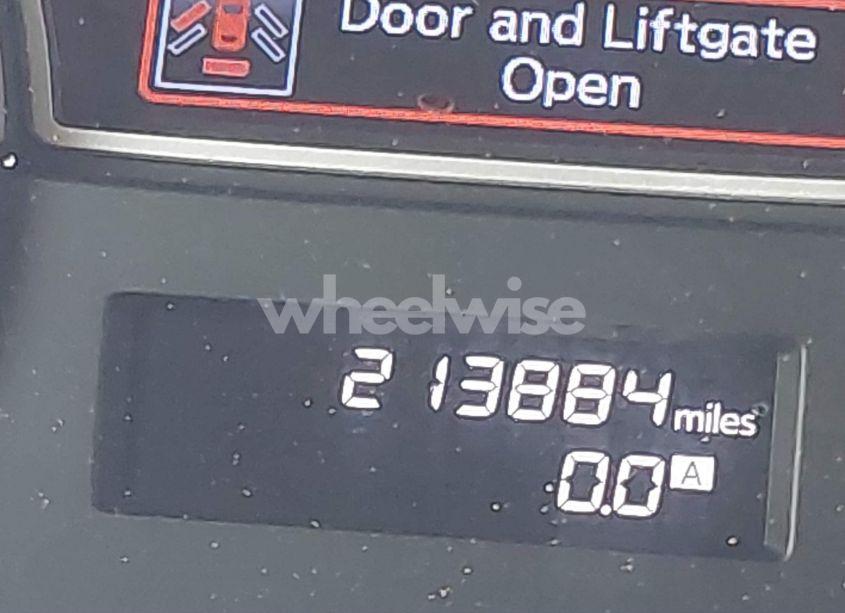 Door and Liftgate
Open
wheelwise
213884 miles
0.0 A